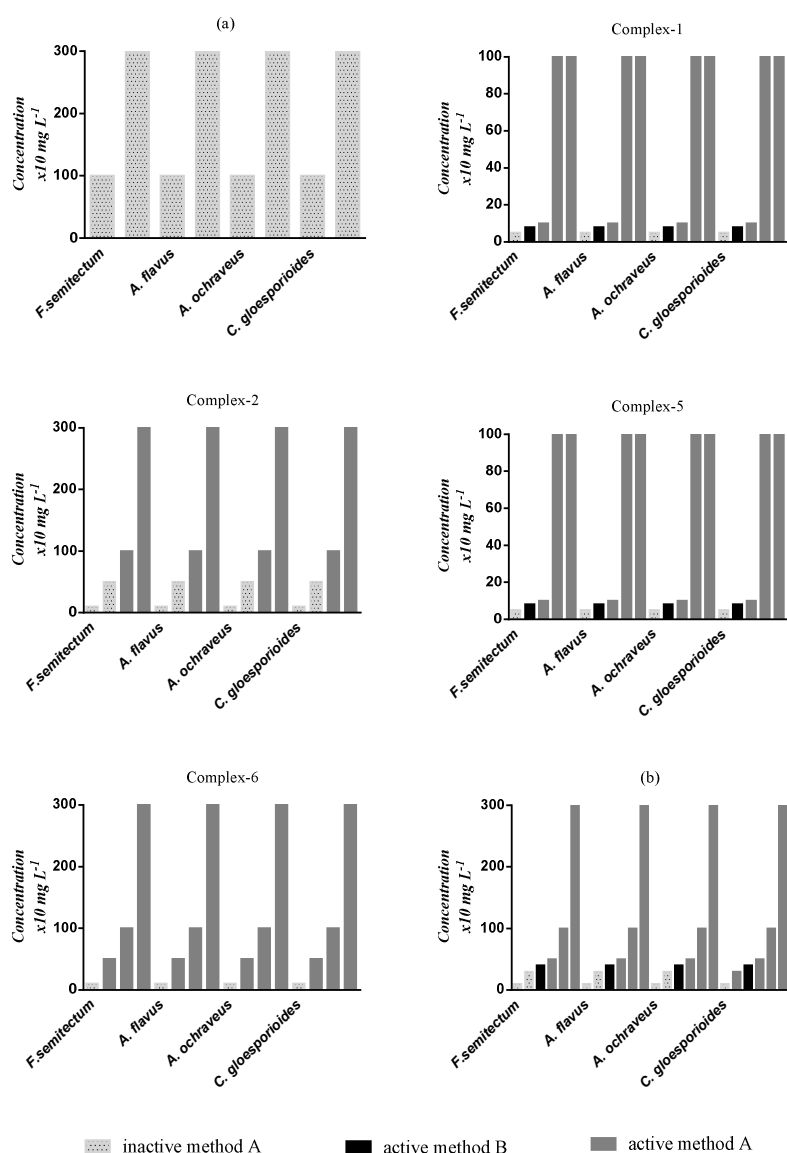 (a)
Concentration
x10 mg L-1
300
200
100
0
F.semitectum
A. flavus
A. ochraveus
C. gloesporioides
Complex-1
Concentration
x10 mg L-1
100
80
60
40
20
0
F.semitectum
A. flavus
A. ochraveus
C. gloesporioides
Complex-2
Concentration
x10 mg L-1
300
200
100
0
F.semitectum
A. flavus
A. ochraveus
C. gloesporioides
Complex-5
Concentration
x10 mg L-1
100
80
60
40
20
0
F.semitectum
A. flavus
A. ochraveus
C. gloesporioides
Complex-6
Concentration
x10 mg L-1
300
200
100
0
F.semitectum
A. flavus
A. ochraveus
C. gloesporioides
(b)
Concentration
x10 mg L-1
300
200
100
0
F.semitectum
A. flavus
A. ochraveus
C. gloesporioides
inactive method A
active method B
active method A